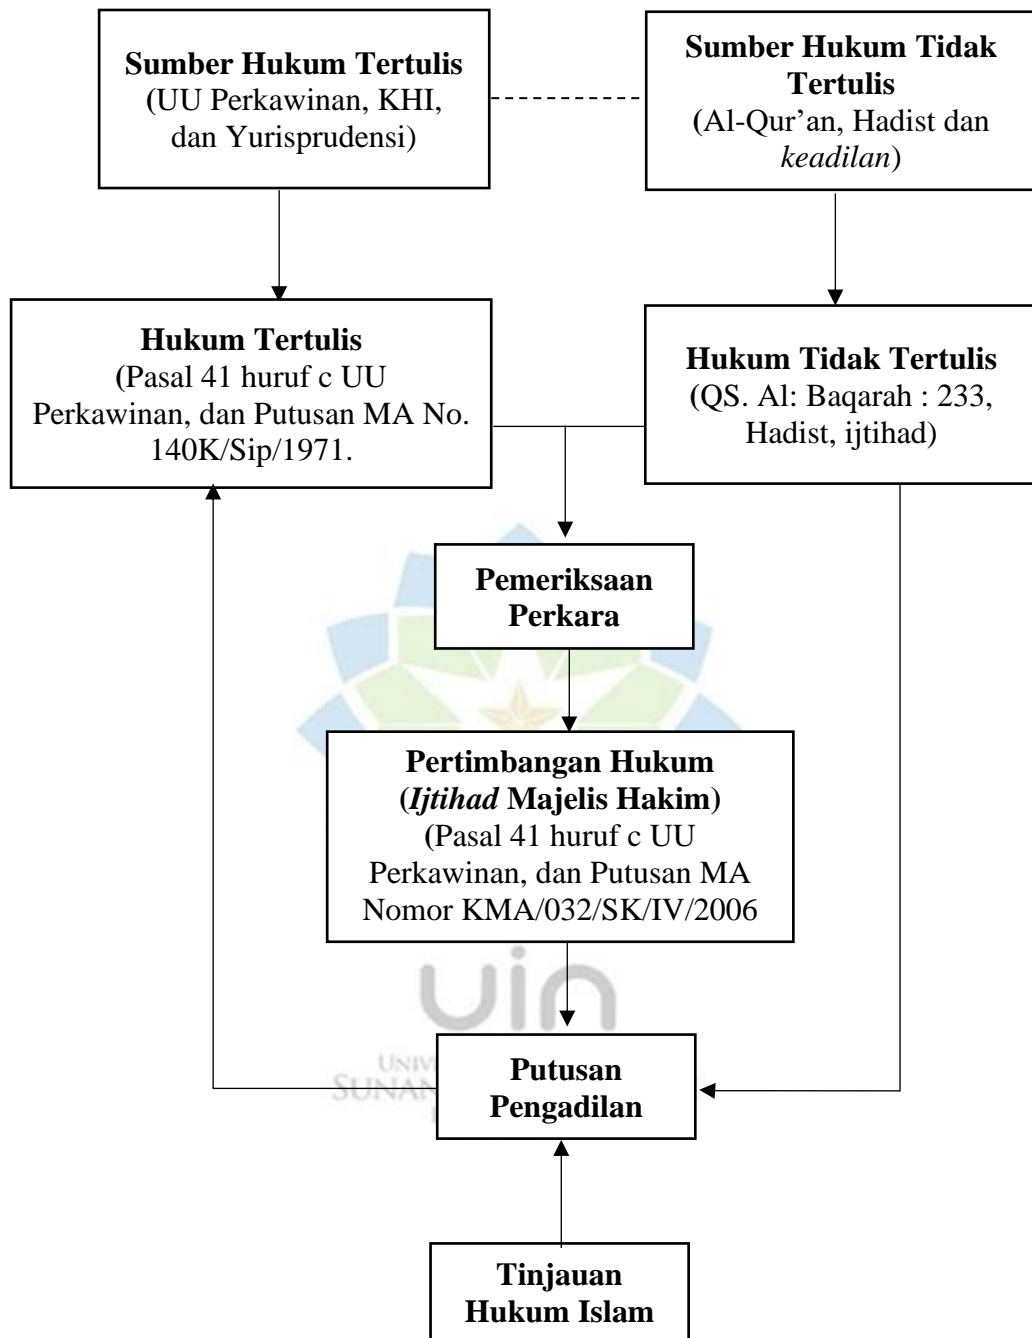 Sumber Hukum Tertulis
(UU Perkawinan, KHI,
dan Yurisprudensi)
Sumber Hukum Tidak
Tertulis
(Al-Qur’an, Hadist dan
keadilan)
Hukum Tertulis
(Pasal 41 huruf c UU
Perkawinan, dan Putusan MA No.
140K/Sip/1971.
Hukum Tidak Tertulis
(QS. Al: Baqarah : 233,
Hadist, ijtihad)
Pemeriksaan
Perkara
Pertimbangan Hukum
(Ijtihad Majelis Hakim)
(Pasal 41 huruf c UU
Perkawinan, dan Putusan MA
Nomor KMA/032/SK/IV/2006
uin
Putusan
Pengadilan
Tinjauan
Hukum Islam